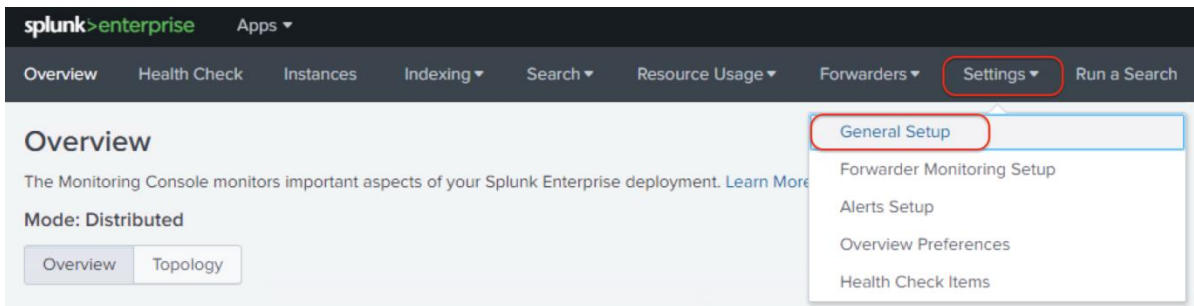 splunk>enterprise Apps ▾
Overview Health Check Instances Indexing ▾ Search ▾ Resource Usage ▾ Forwarders ▾ Settings ▾ Run a Search
Overview
The Monitoring Console monitors important aspects of your Splunk Enterprise deployment. Learn More
Mode: Distributed
Overview Topology
General Setup
Forwarder Monitoring Setup
Alerts Setup
Overview Preferences
Health Check Items